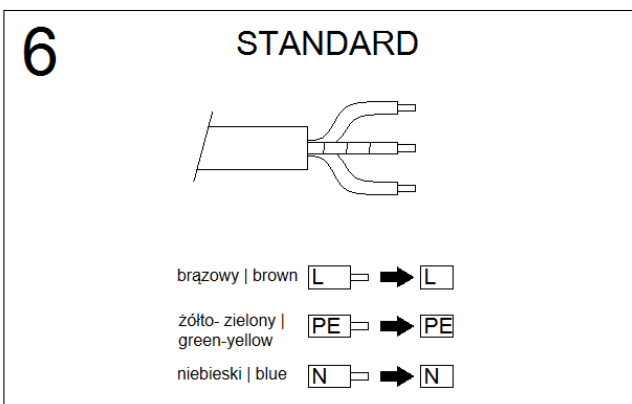 6
STANDARD
brązowy | brown L L
żółto- zielony |
green-yellow PE PE
niebieski | blue N N